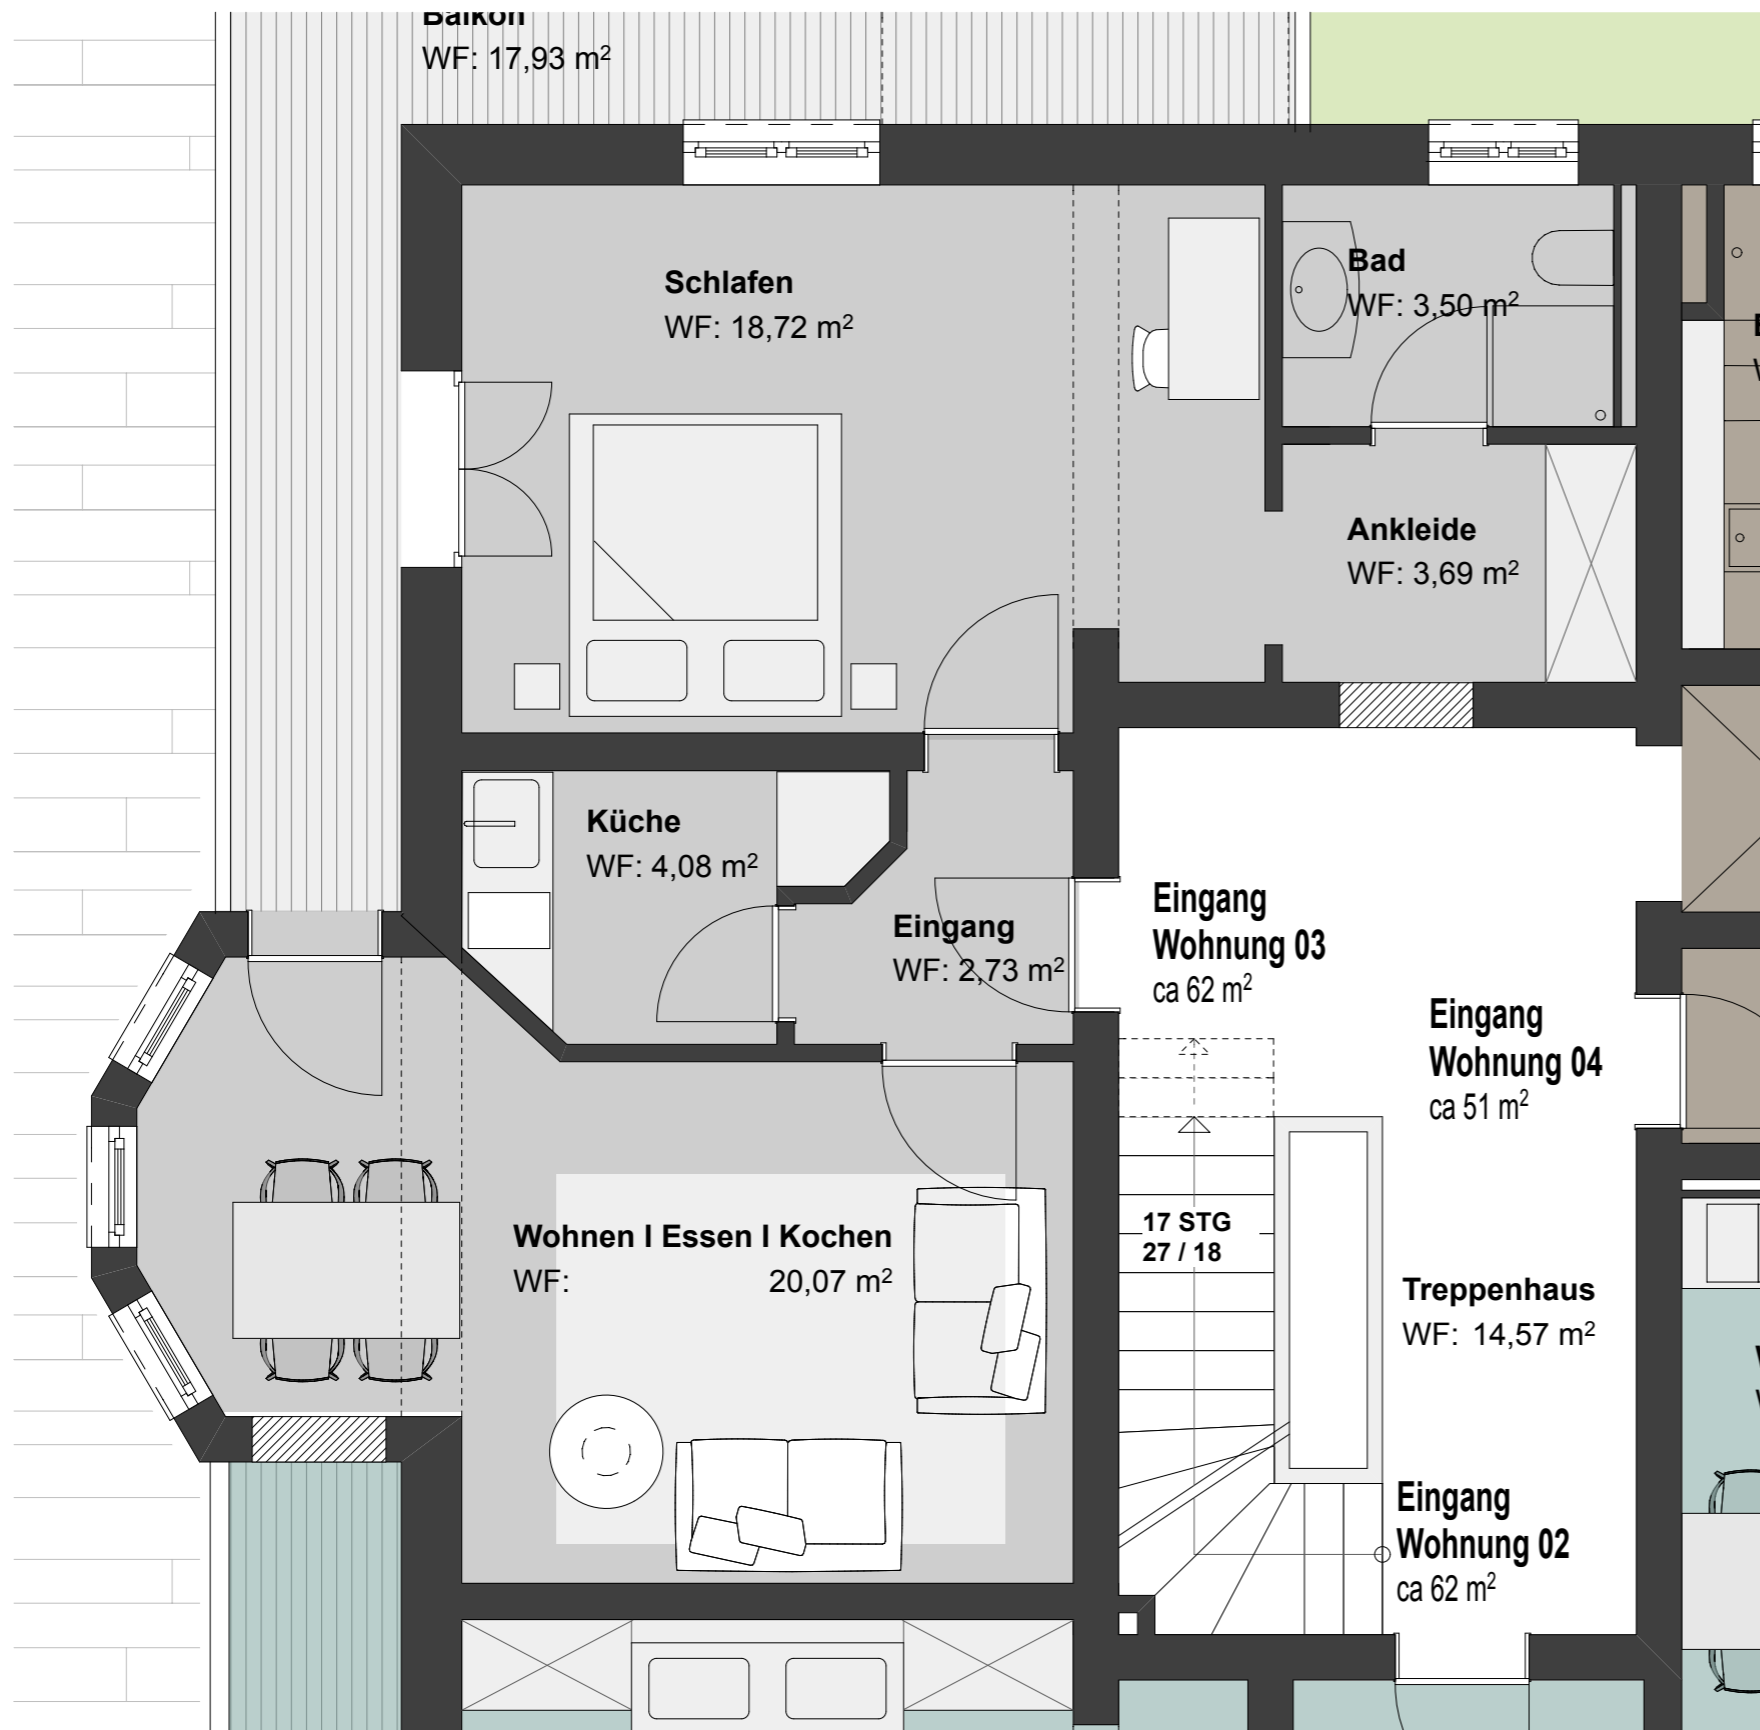 Balkon
WF: 17,93 m²
Schlafen
WF: 18,72 m²
Bad
WF: 3,50 m²
Ankleide
WF: 3,69 m²
Küche
WF: 4,08 m²
Eingang
WF: 2,73 m²
Eingang
Wohnung 03
ca 62 m²
Eingang
Wohnung 04
ca 51 m²
Wohnen I Essen I Kochen
WF: 20,07 m²
17 STG
27 / 18
Treppenhaus
WF: 14,57 m²
Eingang
Wohnung 02
ca 62 m²